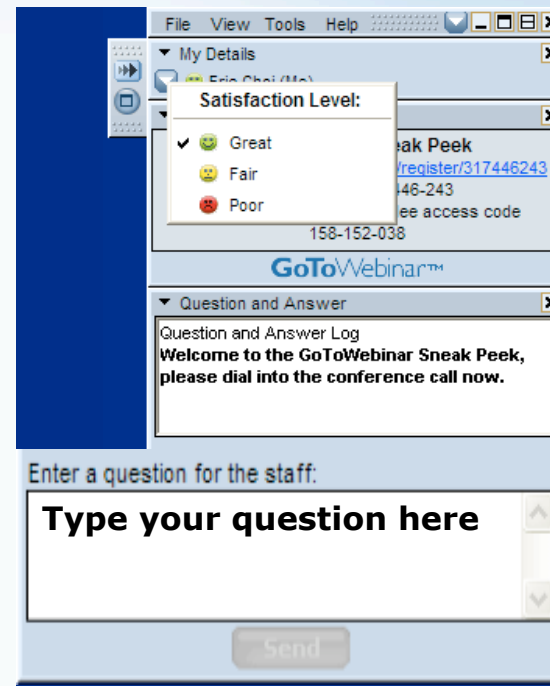 File View Tools Help
My Details
Satisfaction Level:
Great
Fair
Poor
eak Peek
/register/317446243
46-243
ee access code
158-152-038
GoToWebinar™
Question and Answer
Question and Answer Log
Welcome to the GoToWebinar Sneak Peek,
please dial into the conference call now.
Enter a question for the staff:
Type your question here
Send